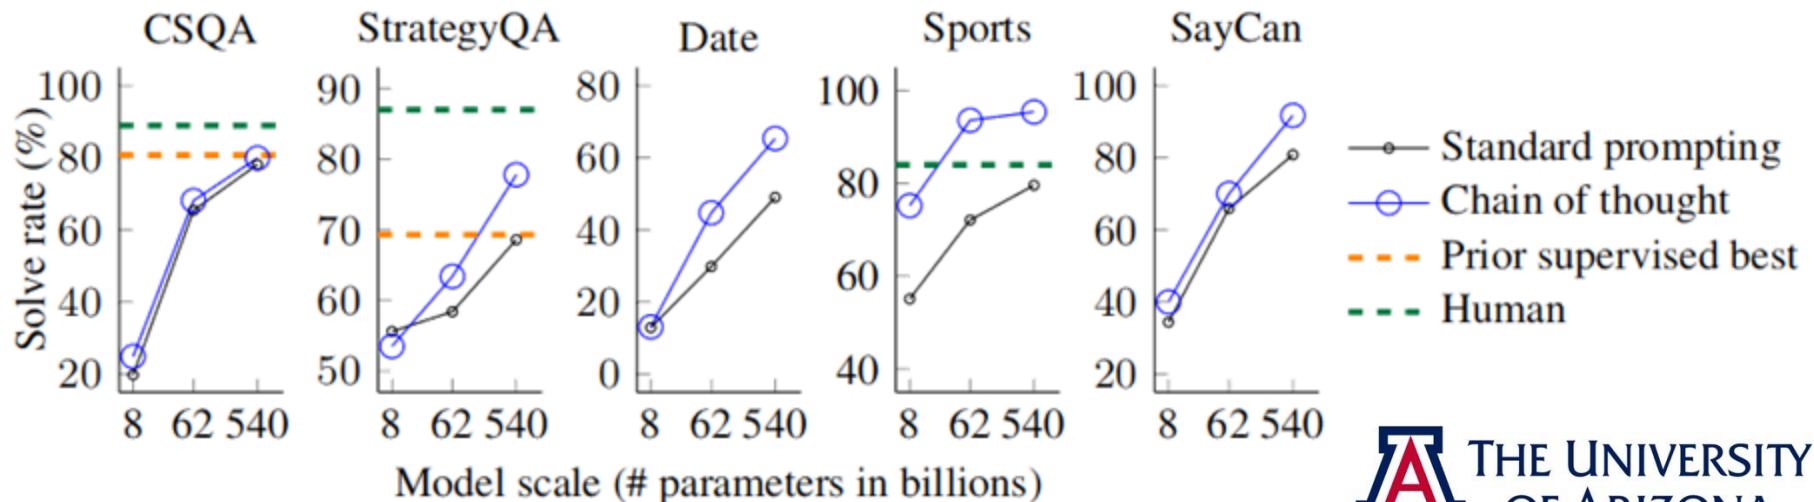 CSQA
StrategyQA
Date
Sports
SayCan
Solve rate (%)
100
80
60
40
20
8 62 540
90
80
70
60
50
8 62 540
80
60
40
20
0
8 62 540
100
80
60
40
8 62 540
100
80
60
40
20
8 62 540
Model scale (# parameters in billions)
Standard prompting
Chain of thought
Prior supervised best
Human
A
THE UNIVERSITY
OF ARIZONA